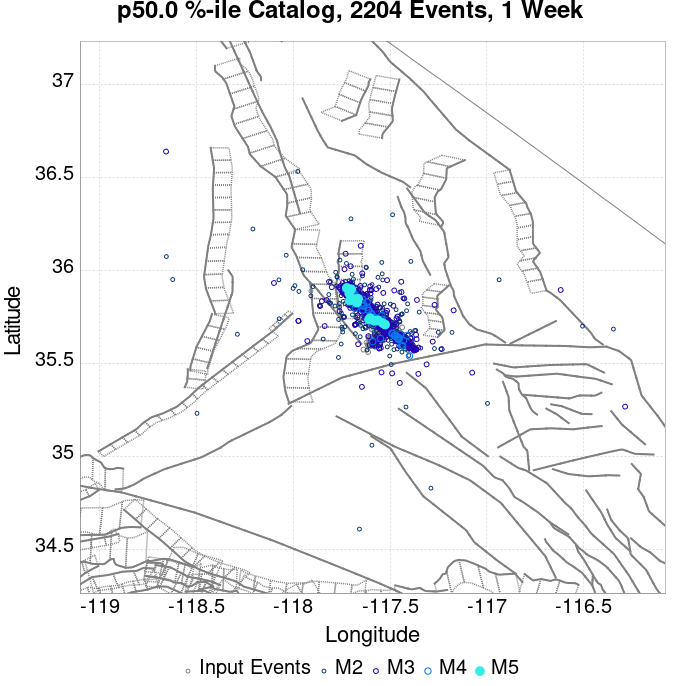 p50.0 %-ile Catalog, 2204 Events, 1 Week
37
36.5
36
35.5
35
34.5
Latitude
-119
-118.5
-118
-117.5
-117
-116.5
Longitude
Input Events
M2
M3
M4
M5